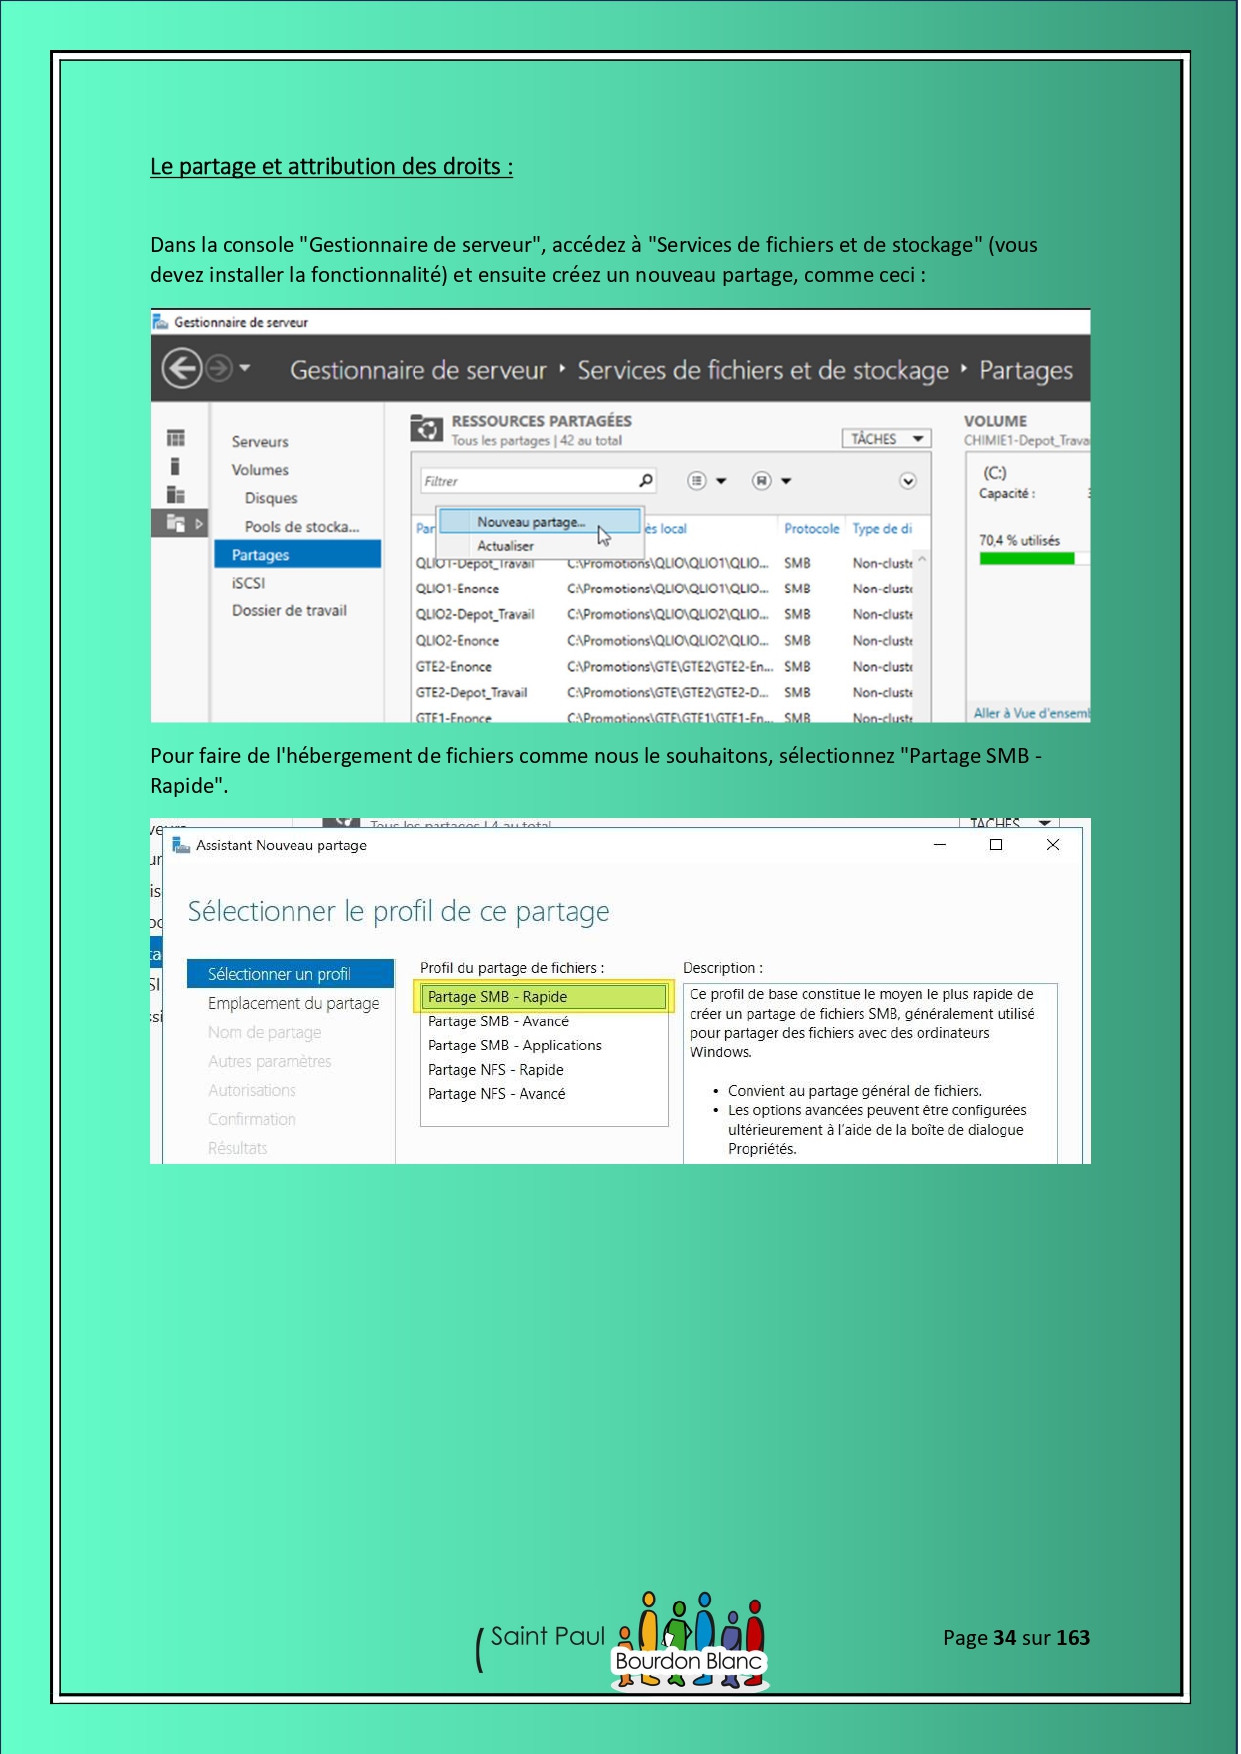 Le partage et attribution des droits :
Dans la console "Gestionnaire de serveur", accédez à "Services de fichiers et de stockage" (vous
devez installer la fonctionnalité) et ensuite créez un nouveau partage, comme ceci :
Gestionnaire de serveur
Gestionnaire de serveur ‣ Services de fichiers et de stockage ‣ Partages
Serveurs
Volumes
Disques
Pools de stocka...
Partages
iSCSI
Dossier de travail
RESSOURCES PARTAGÉES
Tous les partages | 42 au total
TÂCHES
Filtrer
Nouveau partage...
Actualiser
Par ès local Protocole Type de di
QLIO1-Depot_Travail C:\Promotions\QLIO\QLIO1\QLIO... SMB Non-cluste
QLIO1-Enonce C:\Promotions\QLIO\QLIO1\QLIO... SMB Non-cluste
QLIO2-Depot_Travail C:\Promotions\QLIO\QLIO2\QLIO... SMB Non-cluste
QLIO2-Enonce C:\Promotions\QLIO\QLIO2\QLIO... SMB Non-cluste
GTE2-Enonce C:\Promotions\GTE\GTE2\GTE2-En... SMB Non-cluste
GTE2-Depot_Travail C:\Promotions\GTE\GTE2\GTE2-D... SMB Non-cluste
GTE1-Enonce C:\Promotions\GTE\GTE1\GTE1-En... SMB Non-cluste
VOLUME
CHIMIE1-Depot_Trava
(C:)
Capacité :
70,4 % utilisés
Aller à Vue d'ensemb
Pour faire de l'hébergement de fichiers comme nous le souhaitons, sélectionnez "Partage SMB -
Rapide".
Tous les partages | 4 au total
TÂCHES
Assistant Nouveau partage
Sélectionner le profil de ce partage
Sélectionner un profil
Emplacement du partage
Nom de partage
Autres paramètres
Autorisations
Confirmation
Résultats
Profil du partage de fichiers :
Partage SMB - Rapide
Partage SMB - Avancé
Partage SMB - Applications
Partage NFS - Rapide
Partage NFS - Avancé
Description :
Ce profil de base constitue le moyen le plus rapide de
créer un partage de fichiers SMB, généralement utilisé
pour partager des fichiers avec des ordinateurs
Windows.
• Convient au partage général de fichiers.
• Les options avancées peuvent être configurées
ultérieurement à l'aide de la boîte de dialogue
Propriétés.
Saint Paul
Bourdon Blanc
Page 34 sur 163